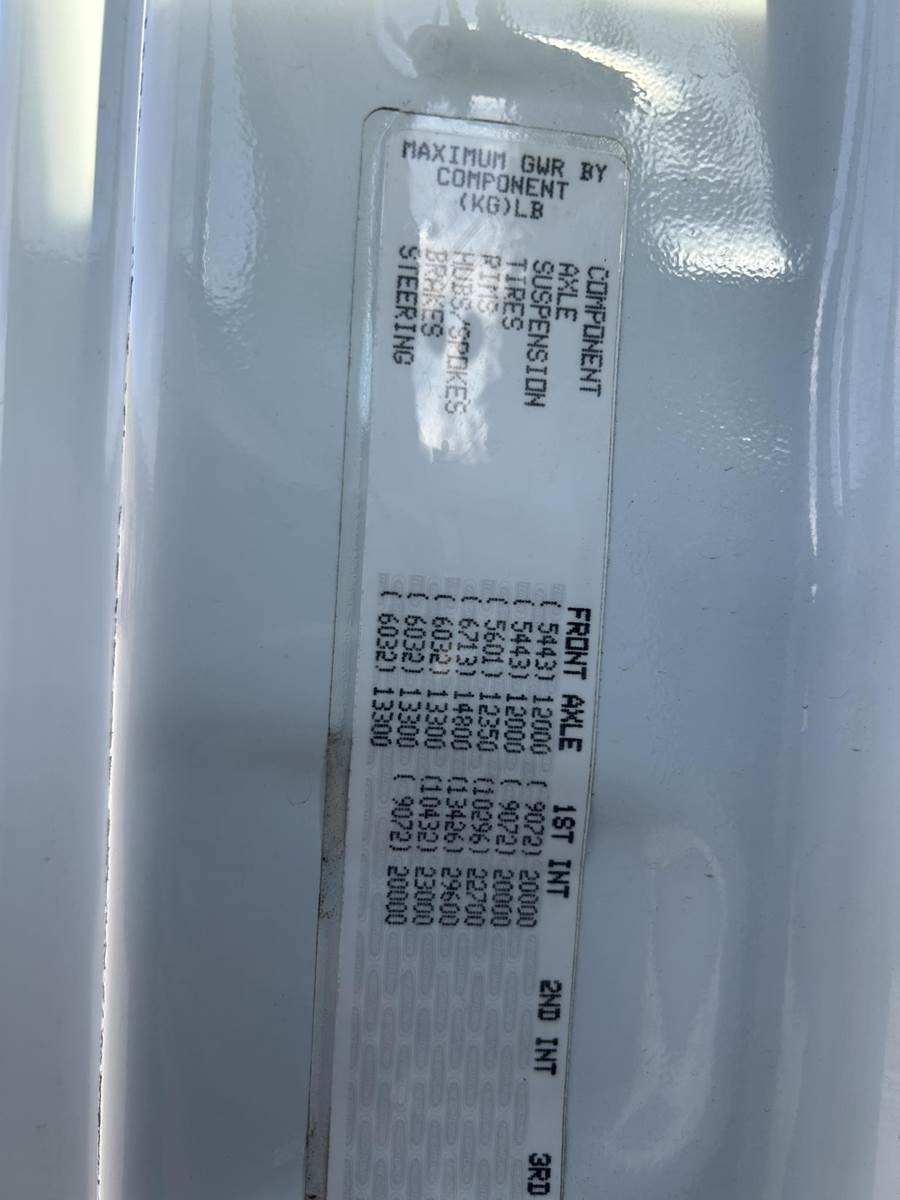 MAXIMUM GWR BY
COMPONENT
(KG)LB
COMPONENT FRONT AXLE 1ST INT 2ND INT 3RD
AXLE ( 5443) 12000 ( 9072) 20000
SUSPENSION ( 5443) 12000 ( 9072) 20000
TIRES ( 5601) 12350 (10296) 22700
RIMS ( 6713) 14800 (13426) 29600
HUBS/SPOKES ( 6032) 13300 (10432) 23000
BRAKES ( 6032) 13300 ( 9072) 20000
STEERING ( 6032) 13300